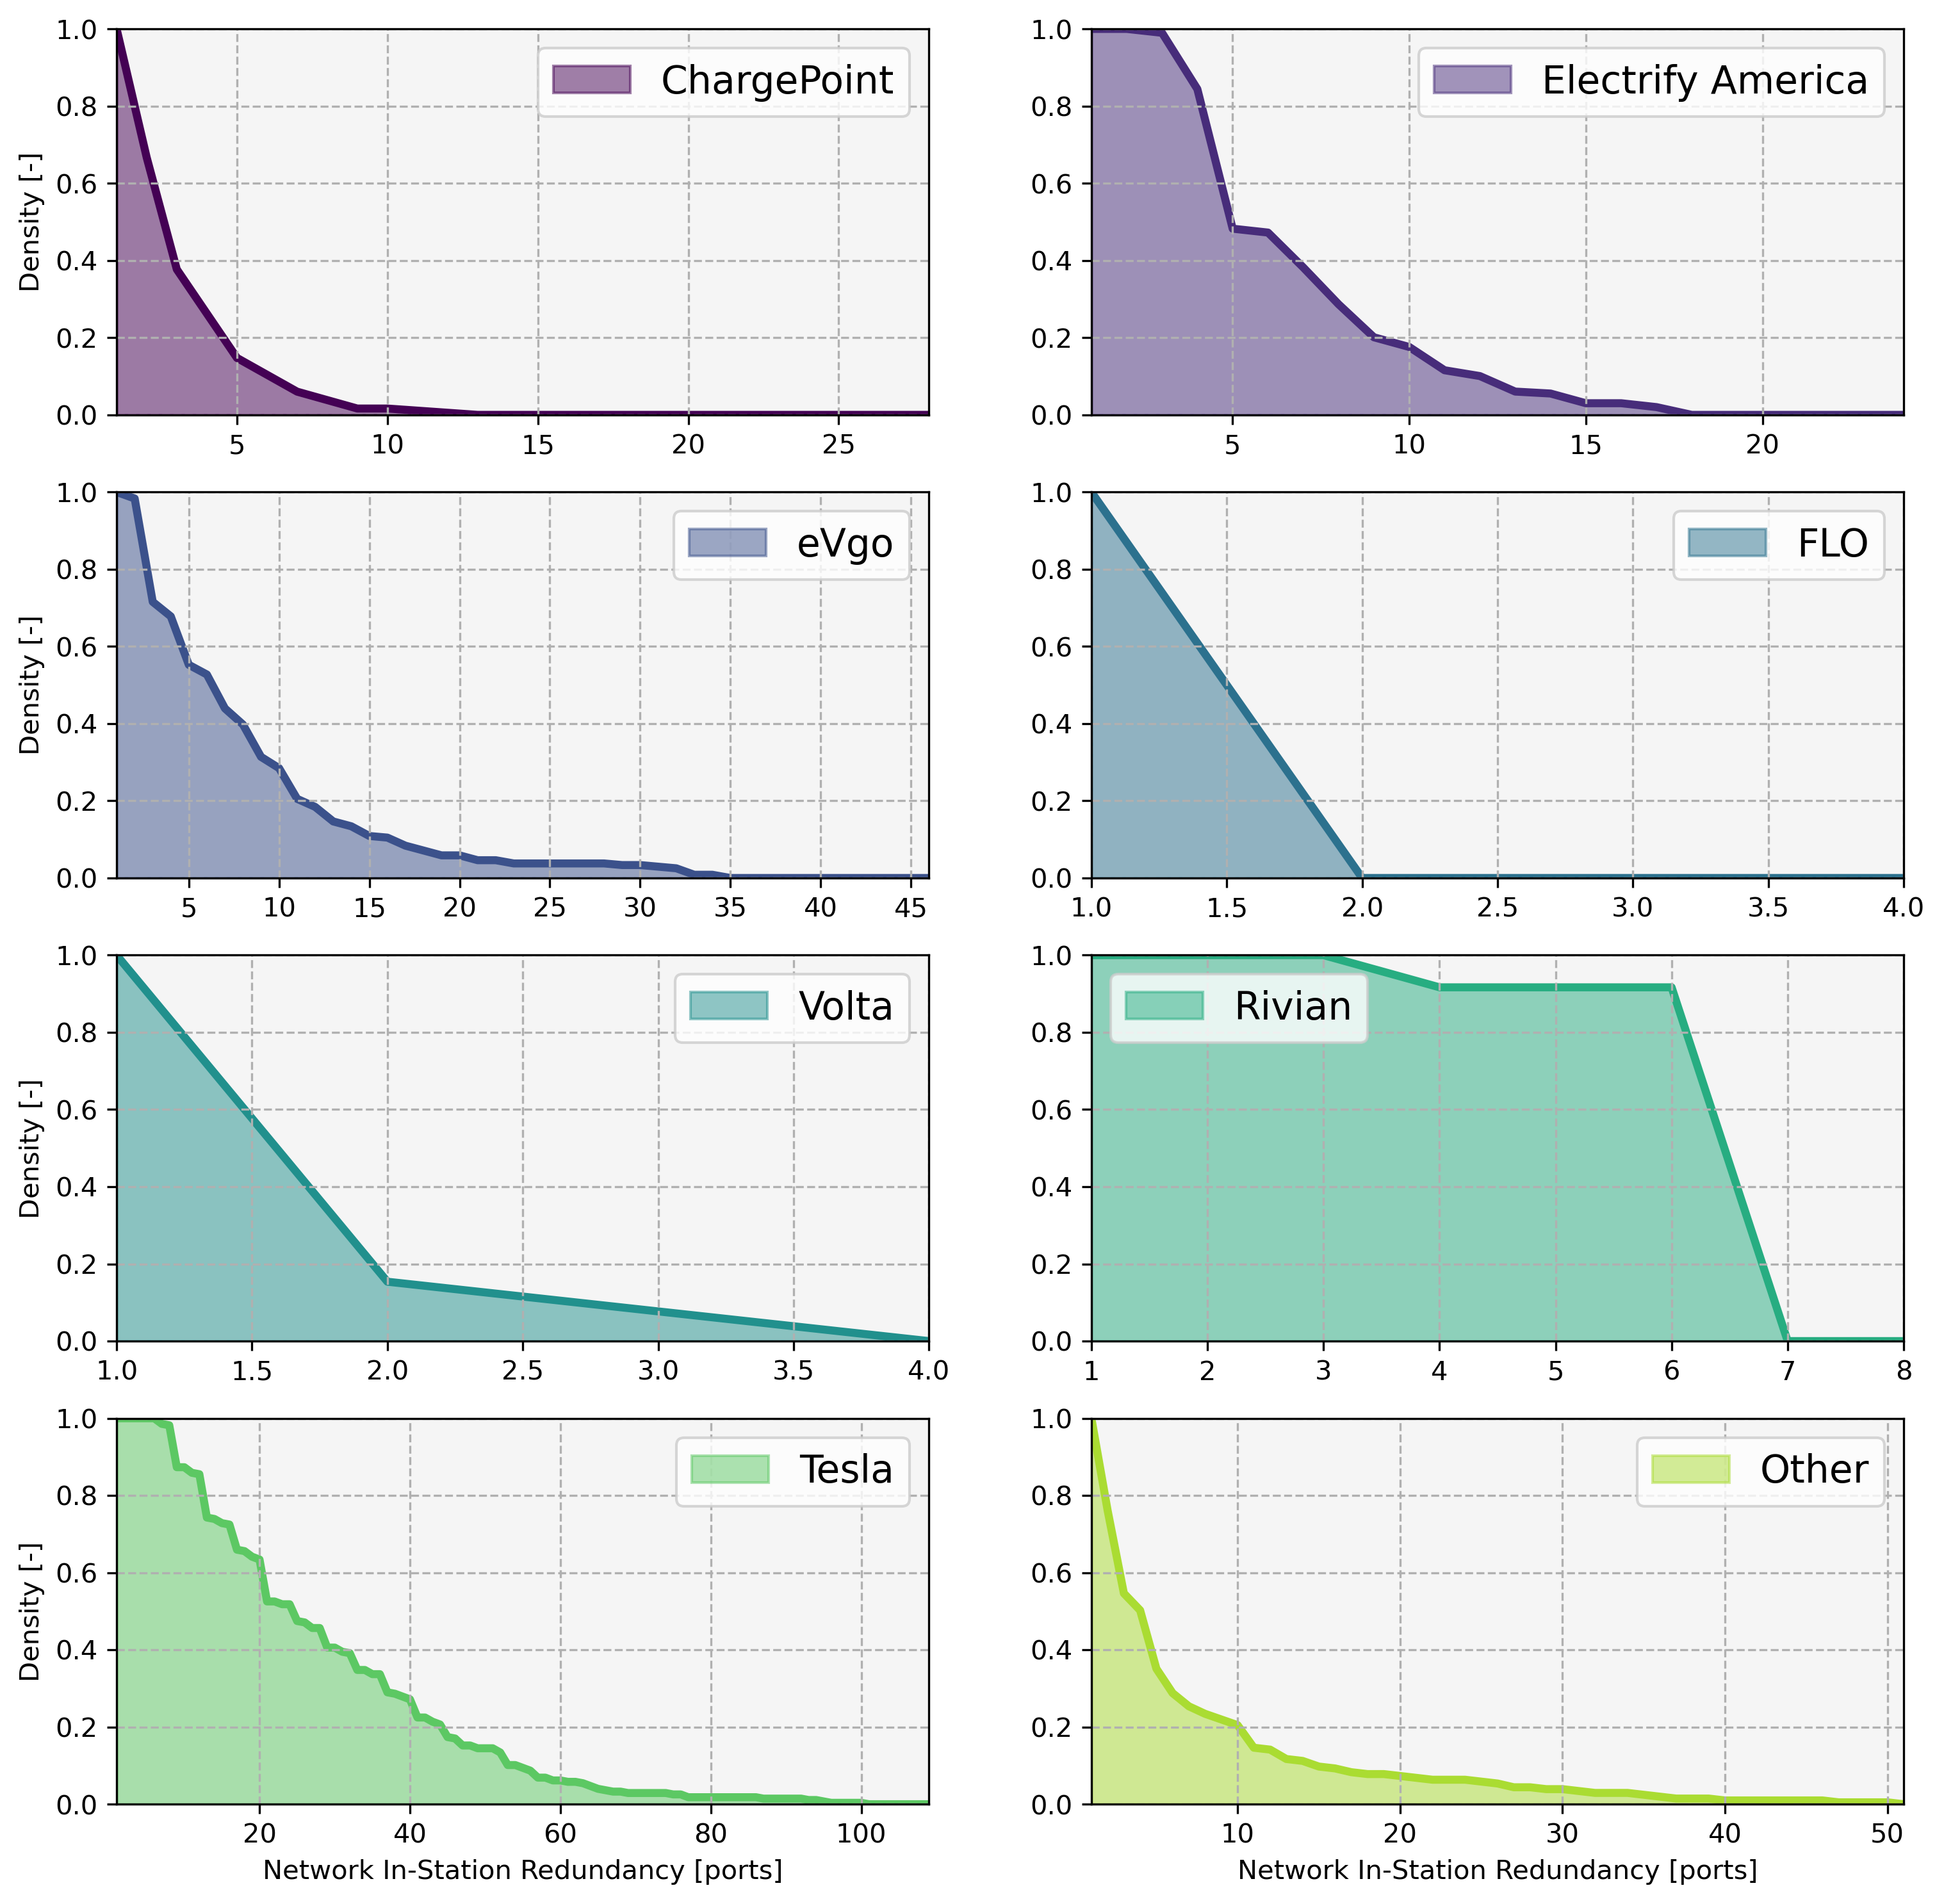 1.0
0.8
0.6
0.4
0.2
0.0
Density [-]
ChargePoint
5 10 15 20 25
1.0
0.8
0.6
0.4
0.2
0.0
Electrify America
5 10 15 20
1.0
0.8
0.6
0.4
0.2
0.0
Density [-]
eVgo
5 10 15 20 25 30 35 40 45
1.0
0.8
0.6
0.4
0.2
0.0
FLO
1.0 1.5 2.0 2.5 3.0 3.5 4.0
1.0
0.8
0.6
0.4
0.2
0.0
Density [-]
Volta
1.0 1.5 2.0 2.5 3.0 3.5 4.0
1.0
0.8
0.6
0.4
0.2
0.0
Rivian
1 2 3 4 5 6 7 8
1.0
0.8
0.6
0.4
0.2
0.0
Density [-]
Tesla
20 40 60 80 100
Network In-Station Redundancy [ports]
1.0
0.8
0.6
0.4
0.2
0.0
Other
10 20 30 40 50
Network In-Station Redundancy [ports]